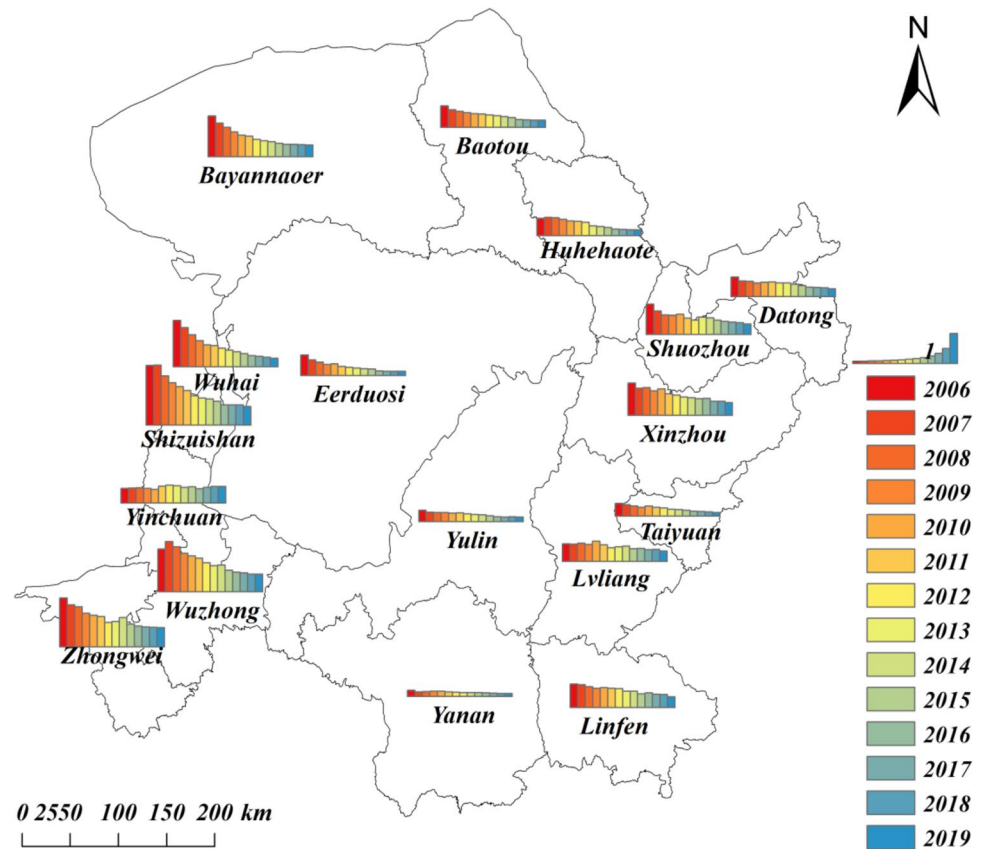 N
Baotou
Bayannaoer
Huhehaote
Datong
Shuozhou
1
Wuhai
Eerduosi
2006
2007
Shizuishan
Xinzhou
2008
2009
Yinchuan
Yulin
Taiyuan
2010
2011
Lvliang
Wuzhong
2012
2013
Zhongwei
2014
2015
Yanan
Linfen
2016
2017
2018
0 2550 100 150 200 km
2019